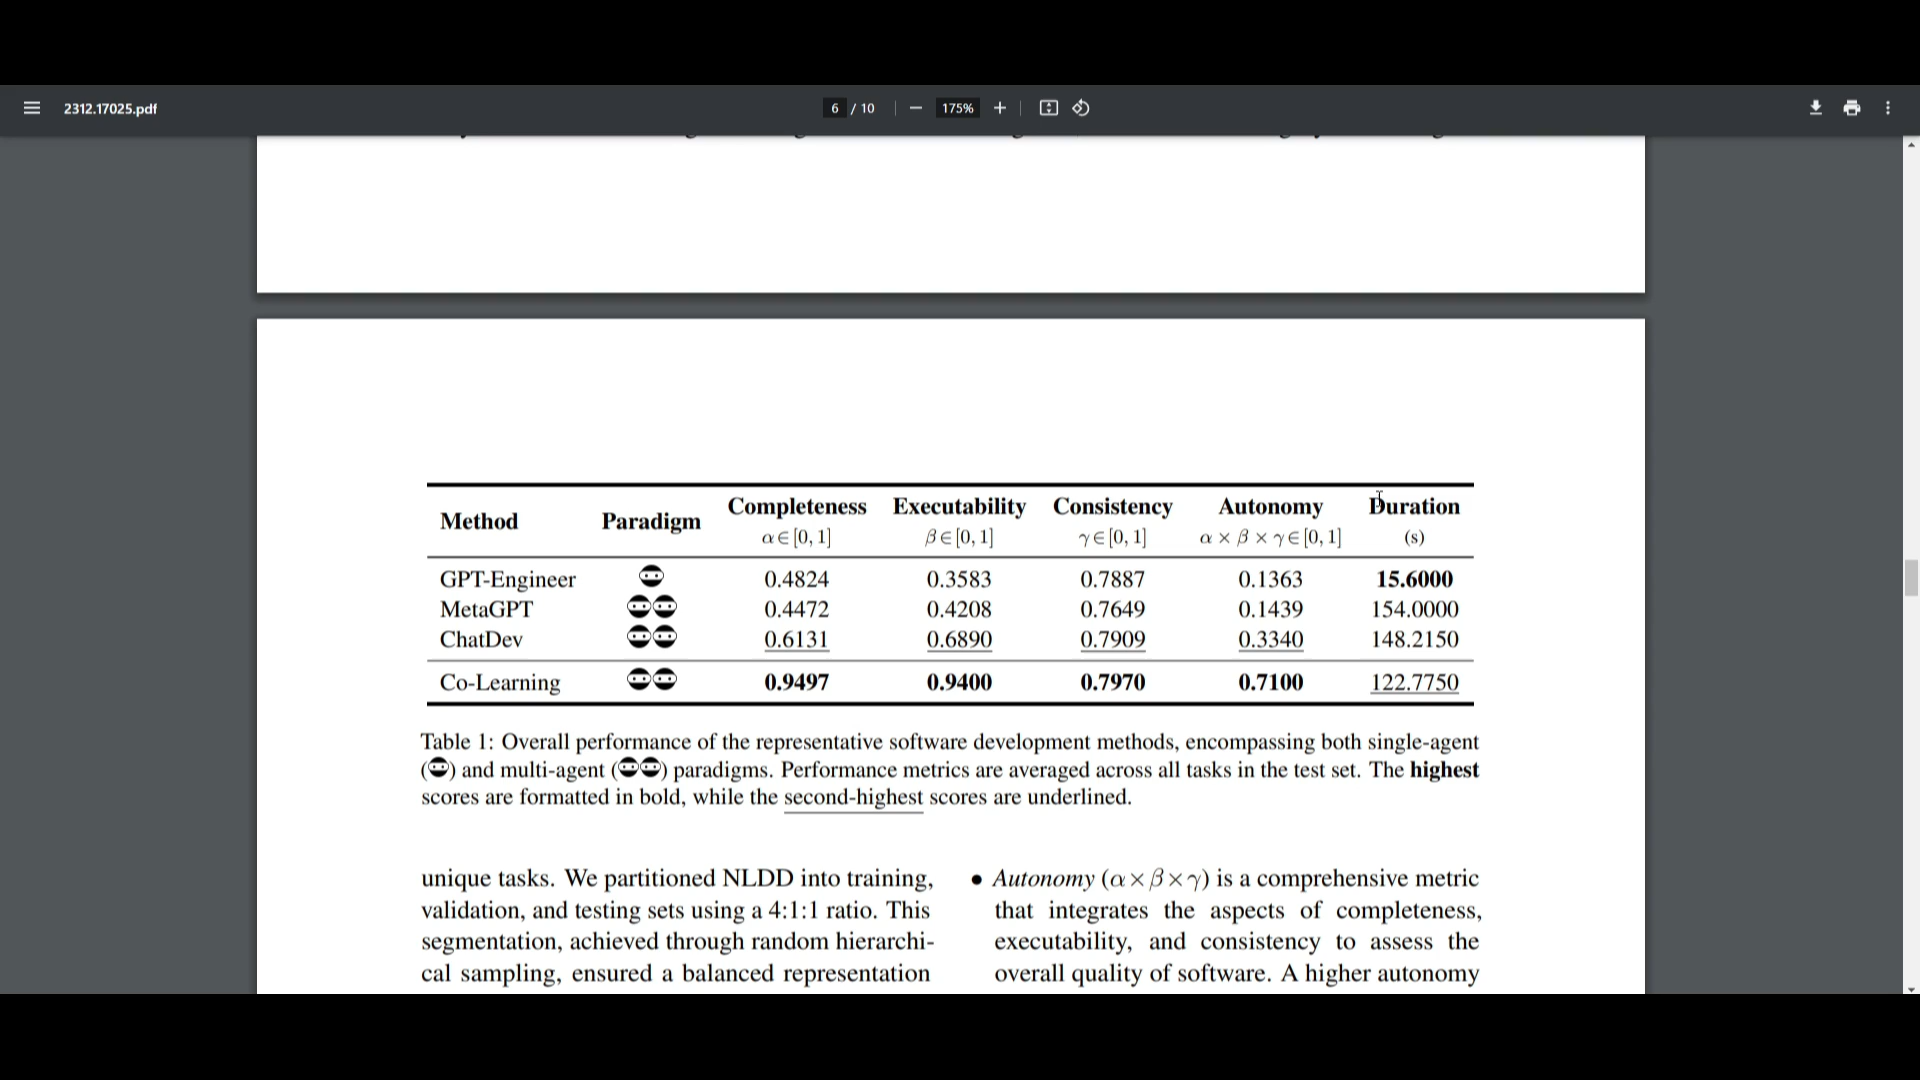 2312.17025.pdf
6 / 10
175%
Method Paradigm Completeness Executability Consistency Autonomy Duration
α∈[0, 1] β∈[0, 1] γ∈[0, 1] α × β × γ∈[0, 1] (s)
GPT-Engineer 0.4824 0.3583 0.7887 0.1363 15.6000
MetaGPT 0.4472 0.4208 0.7649 0.1439 154.0000
ChatDev 0.6131 0.6890 0.7909 0.3340 148.2150
Co-Learning 0.9497 0.9400 0.7970 0.7100 122.7750
Table 1: Overall performance of the representative software development methods, encompassing both single-agent
() and multi-agent () paradigms. Performance metrics are averaged across all tasks in the test set. The highest
scores are formatted in bold, while the second-highest scores are underlined.
unique tasks. We partitioned NLDD into training,
validation, and testing sets using a 4:1:1 ratio. This
segmentation, achieved through random hierarchi-
cal sampling, ensured a balanced representation
• Autonomy (α×β×γ) is a comprehensive metric
that integrates the aspects of completeness,
executability, and consistency to assess the
overall quality of software. A higher autonomy